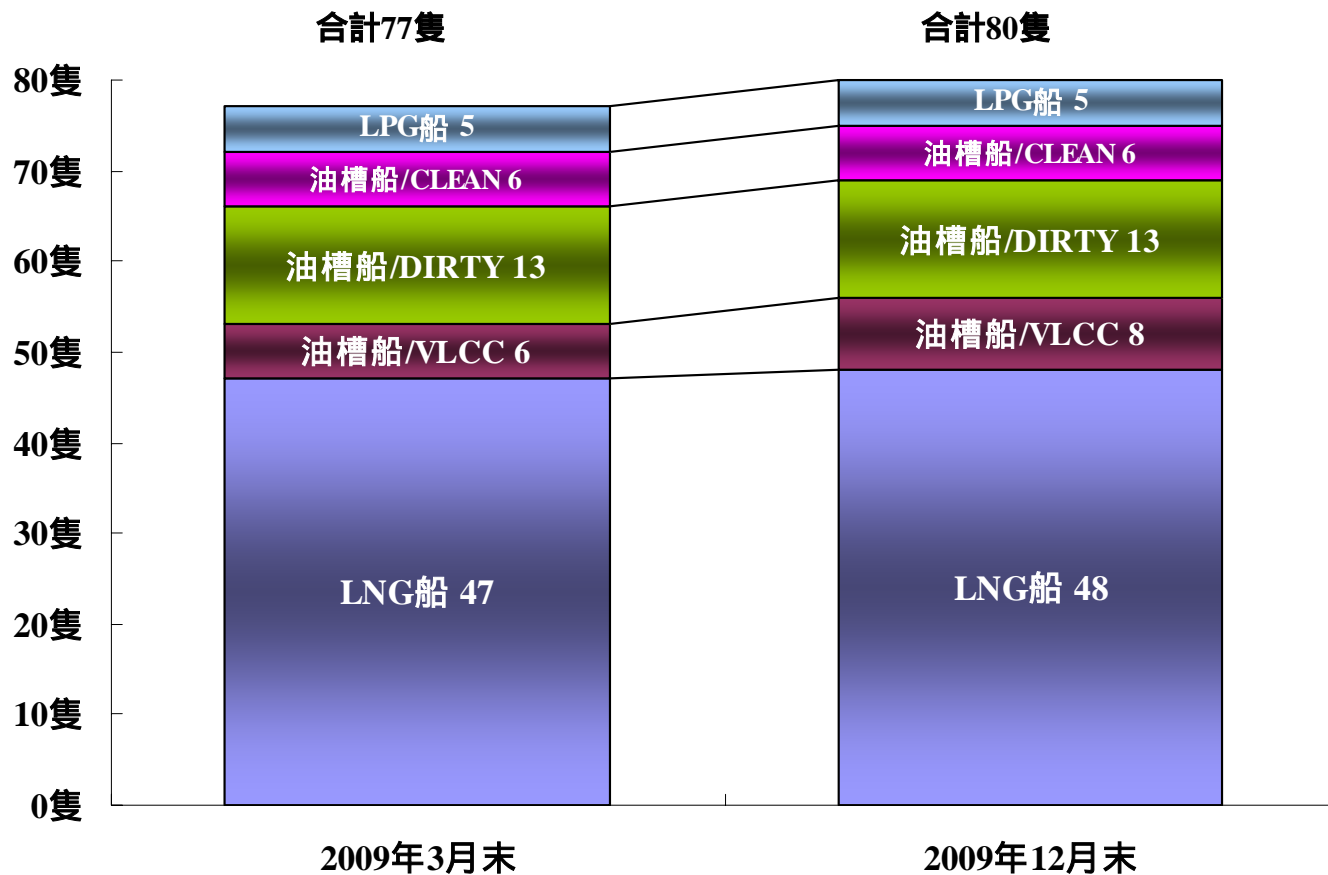 合計77隻
合計80隻
80隻
70隻
60隻
50隻
40隻
30隻
20隻
10隻
0隻
LPG船 5
油槽船/CLEAN 6
油槽船/DIRTY 13
油槽船/VLCC 6
LNG船 47
LPG船 5
油槽船/CLEAN 6
油槽船/DIRTY 13
油槽船/VLCC 8
LNG船 48
2009年3月末
2009年12月末